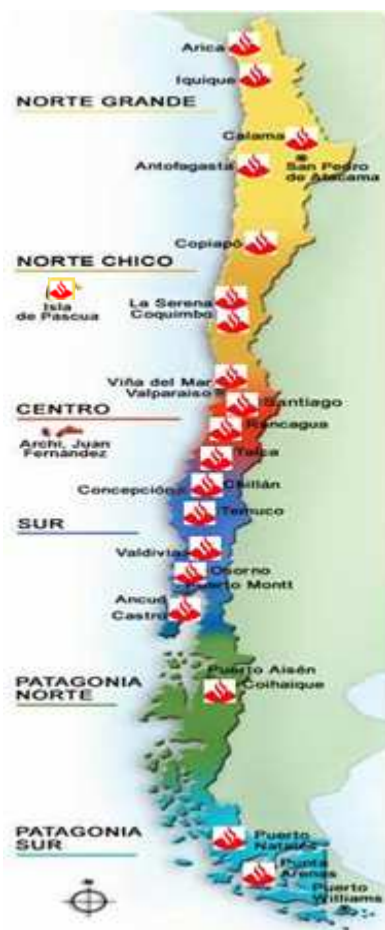 Arica
Iquique
NORTE GRANDE
Calama
Antofagasta
San Pedro
de Atacama
Copiapó
NORTE CHICO
Isla
de Pascua
La Serena
Coquimbo
Viña del Mar
Valparaiso
Santiago
CENTRO
Rancagua
Archi. Juan
Fernández
Talca
Chillán
Concepción
Temuco
SUR
Valdivia
Osorno
Puerto Montt
Ancud
Castro
Puerto Aisén
Coihaique
PATAGONIA
NORTE
PATAGONIA
SUR
Puerto
Natales
Punta
Arenas
Puerto
Williams